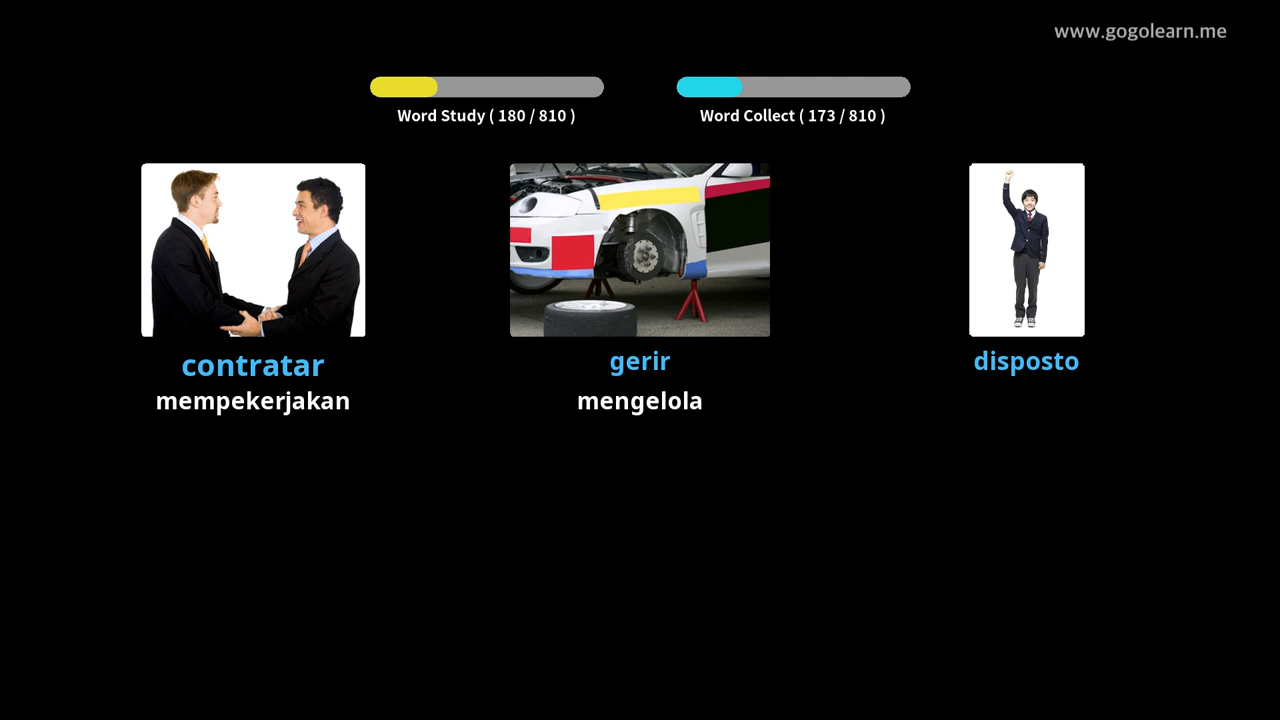 www.gogolearn.me
Word Study ( 180 / 810 )
Word Collect ( 173 / 810 )
contratar
gerir
disposto
mempekerjakan
mengelola